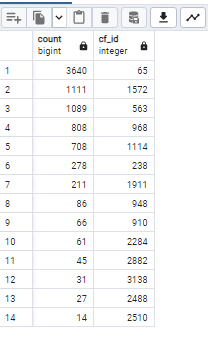 count cf_id
bigint integer
1 3640 65
2 1111 1572
3 1089 563
4 808 968
5 708 1114
6 278 238
7 211 1911
8 86 948
9 66 910
10 61 2284
11 45 2882
12 31 3138
13 27 2488
14 14 2510